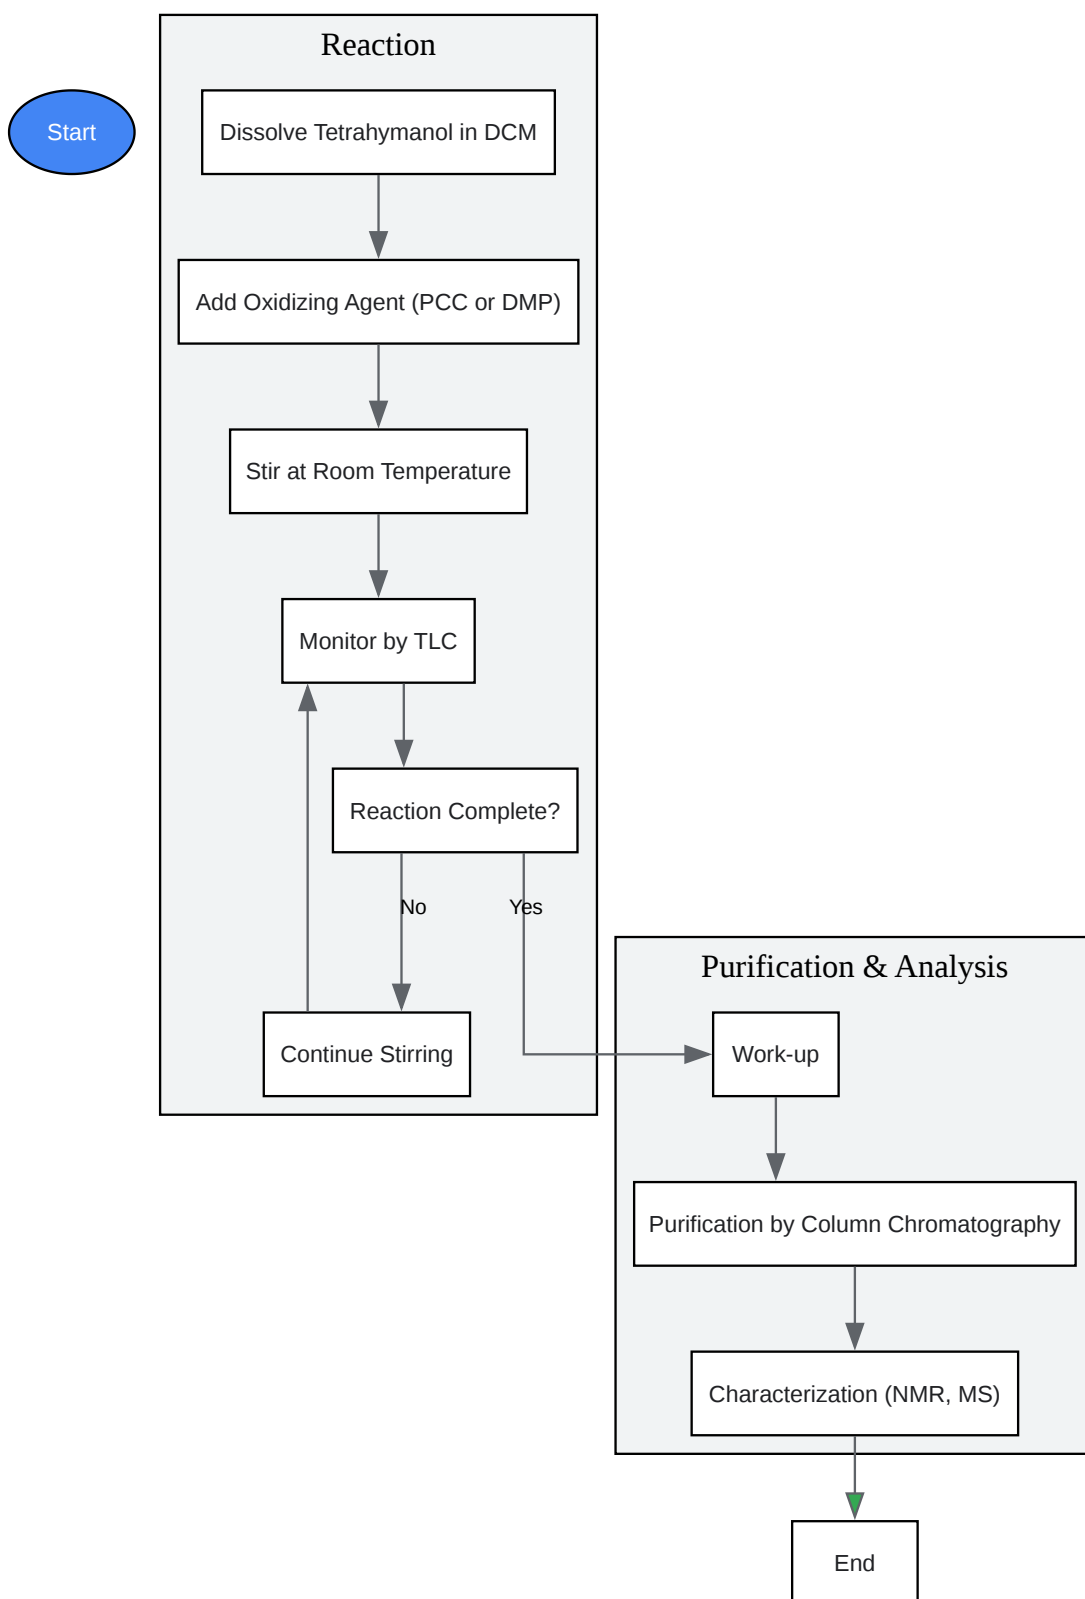 Reaction
Start
Dissolve Tetrahymanol in DCM
Add Oxidizing Agent (PCC or DMP)
Stir at Room Temperature
Monitor by TLC
Reaction Complete?
No
Yes
Continue Stirring
Purification & Analysis
Work-up
Purification by Column Chromatography
Characterization (NMR, MS)
End